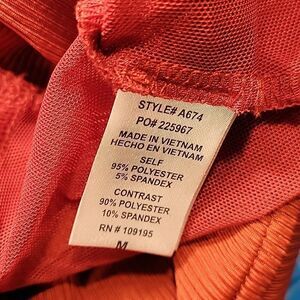 STYLE# A674
PO# 225967
MADE IN VIETNAM
HECHO EN VIETNAM
SELF
95% POLYESTER
5% SPANDEX
CONTRAST
90% POLYESTER
10% SPANDEX
RN # 109195
M